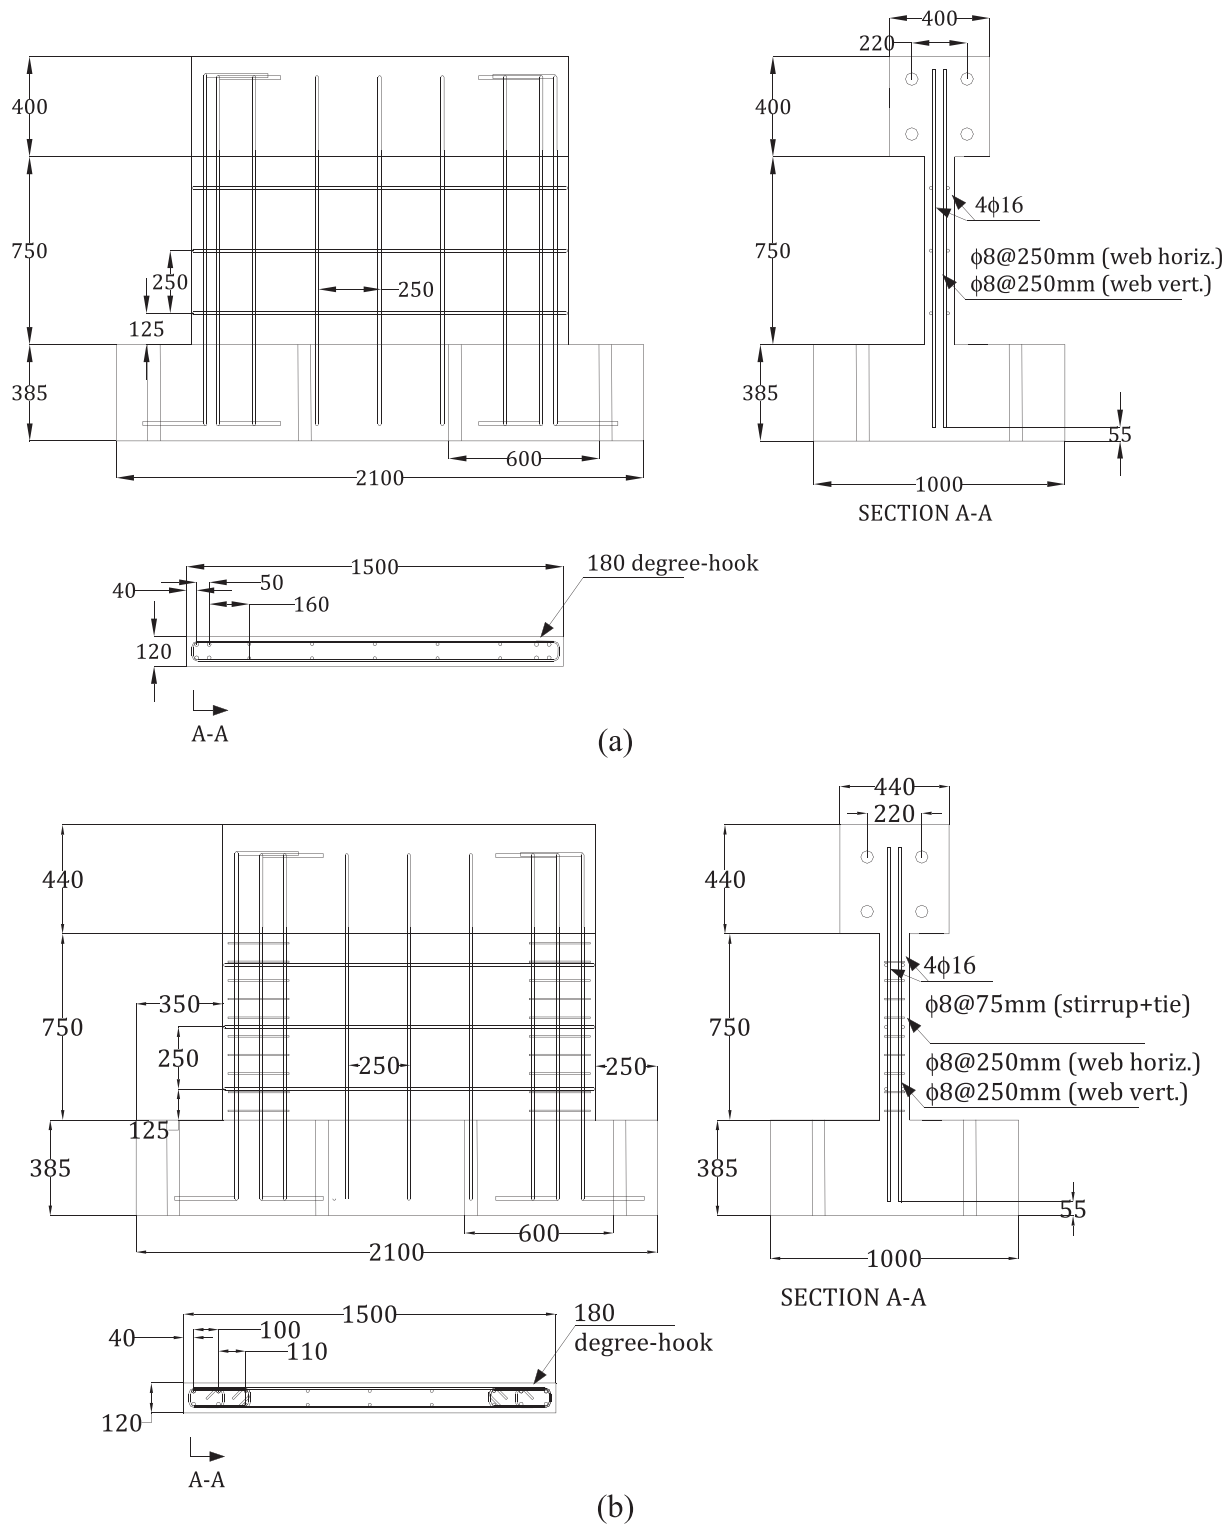 400
220
400
400
4ϕ16
750
750
ϕ8@250mm (web horiz.)
250
250
ϕ8@250mm (web vert.)
125
385
385
55
600
2100
1000
SECTION A-A
1500
180 degree-hook
40
50
160
120
A-A
(a)
440
220
440
440
4ϕ16
350
ϕ8@75mm (stirrup+tie)
750
750
250
250
250
ϕ8@250mm (web horiz.)
ϕ8@250mm (web vert.)
125
385
385
55
600
2100
1000
SECTION A-A
1500
180
degree-hook
40
100
110
120
A-A
(b)